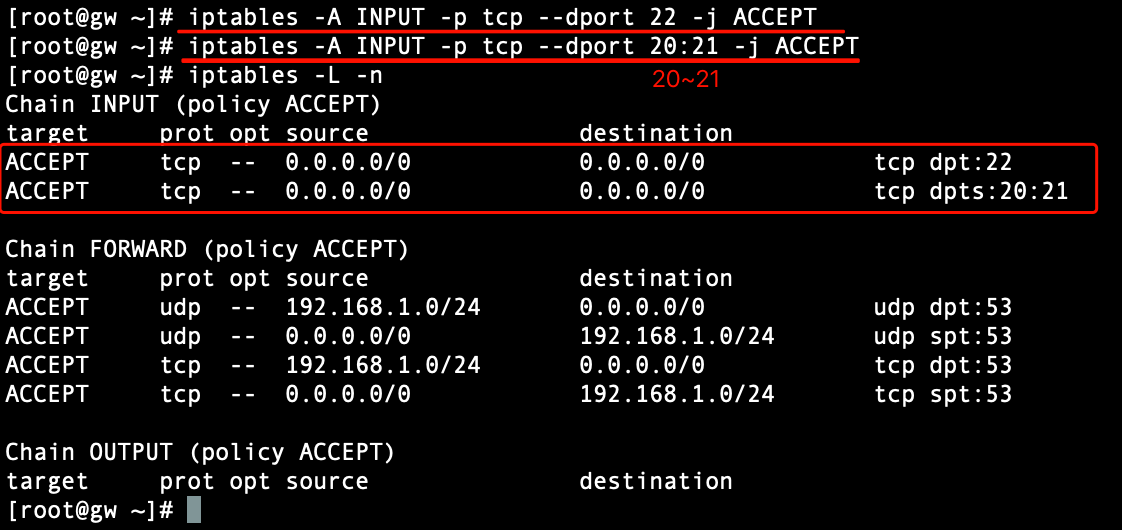 [root@gw ~]# iptables -A INPUT -p tcp --dport 22 -j ACCEPT
[root@gw ~]# iptables -A INPUT -p tcp --dport 20:21 -j ACCEPT
[root@gw ~]# iptables -L -n
20~21
Chain INPUT (policy ACCEPT)
target     prot opt source               destination
ACCEPT     tcp  --  0.0.0.0/0            0.0.0.0/0            tcp dpt:22
ACCEPT     tcp  --  0.0.0.0/0            0.0.0.0/0            tcp dpts:20:21
Chain FORWARD (policy ACCEPT)
target     prot opt source               destination
ACCEPT     udp  --  192.168.1.0/24       0.0.0.0/0            udp dpt:53
ACCEPT     udp  --  0.0.0.0/0            192.168.1.0/24       udp spt:53
ACCEPT     tcp  --  192.168.1.0/24       0.0.0.0/0            tcp dpt:53
ACCEPT     tcp  --  0.0.0.0/0            192.168.1.0/24       tcp spt:53
Chain OUTPUT (policy ACCEPT)
target     prot opt source               destination
[root@gw ~]#